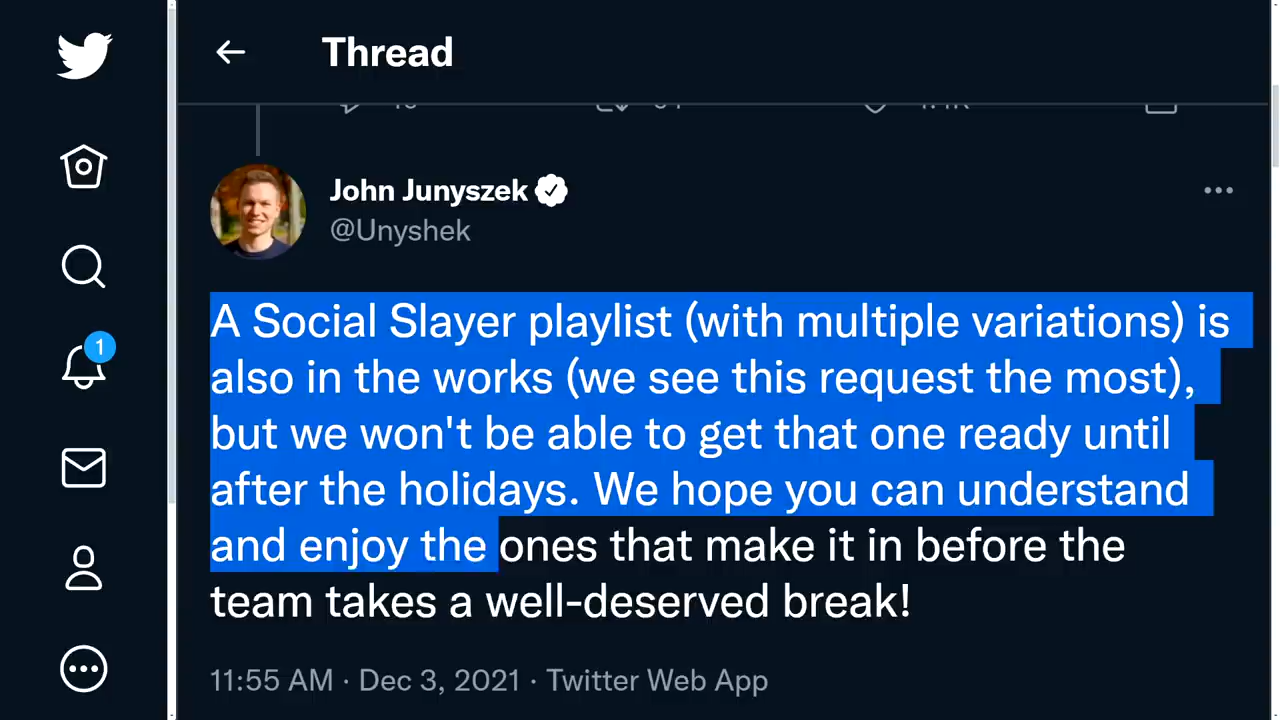 Thread
John Junyszek
@Unyshek
1
A Social Slayer playlist (with multiple variations) is
also in the works (we see this request the most),
but we won't be able to get that one ready until
after the holidays. We hope you can understand
and enjoy the ones that make it in before the
team takes a well-deserved break!
11:55 AM · Dec 3, 2021 · Twitter Web App